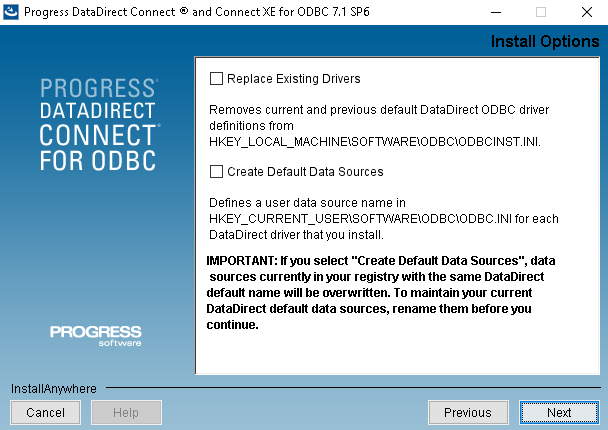 Progress DataDirect Connect ® and Connect XE for ODBC 7.1 SP6
Install Options
PROGRESS®
DATADIRECT
CONNECT®
FOR ODBC
Replace Existing Drivers
Removes current and previous default DataDirect ODBC driver
definitions from
HKEY_LOCAL_MACHINE\SOFTWARE\ODBC\ODBCINST.INI.
Create Default Data Sources
Defines a user data source name in
HKEY_CURRENT_USER\SOFTWARE\ODBC\ODBC.INI for each
DataDirect driver that you install.
IMPORTANT: If you select "Create Default Data Sources", data
sources currently in your registry with the same DataDirect
default name will be overwritten. To maintain your current
DataDirect default data sources, rename them before you
continue.
PROGRESS
software
InstallAnywhere
Cancel
Help
Previous
Next